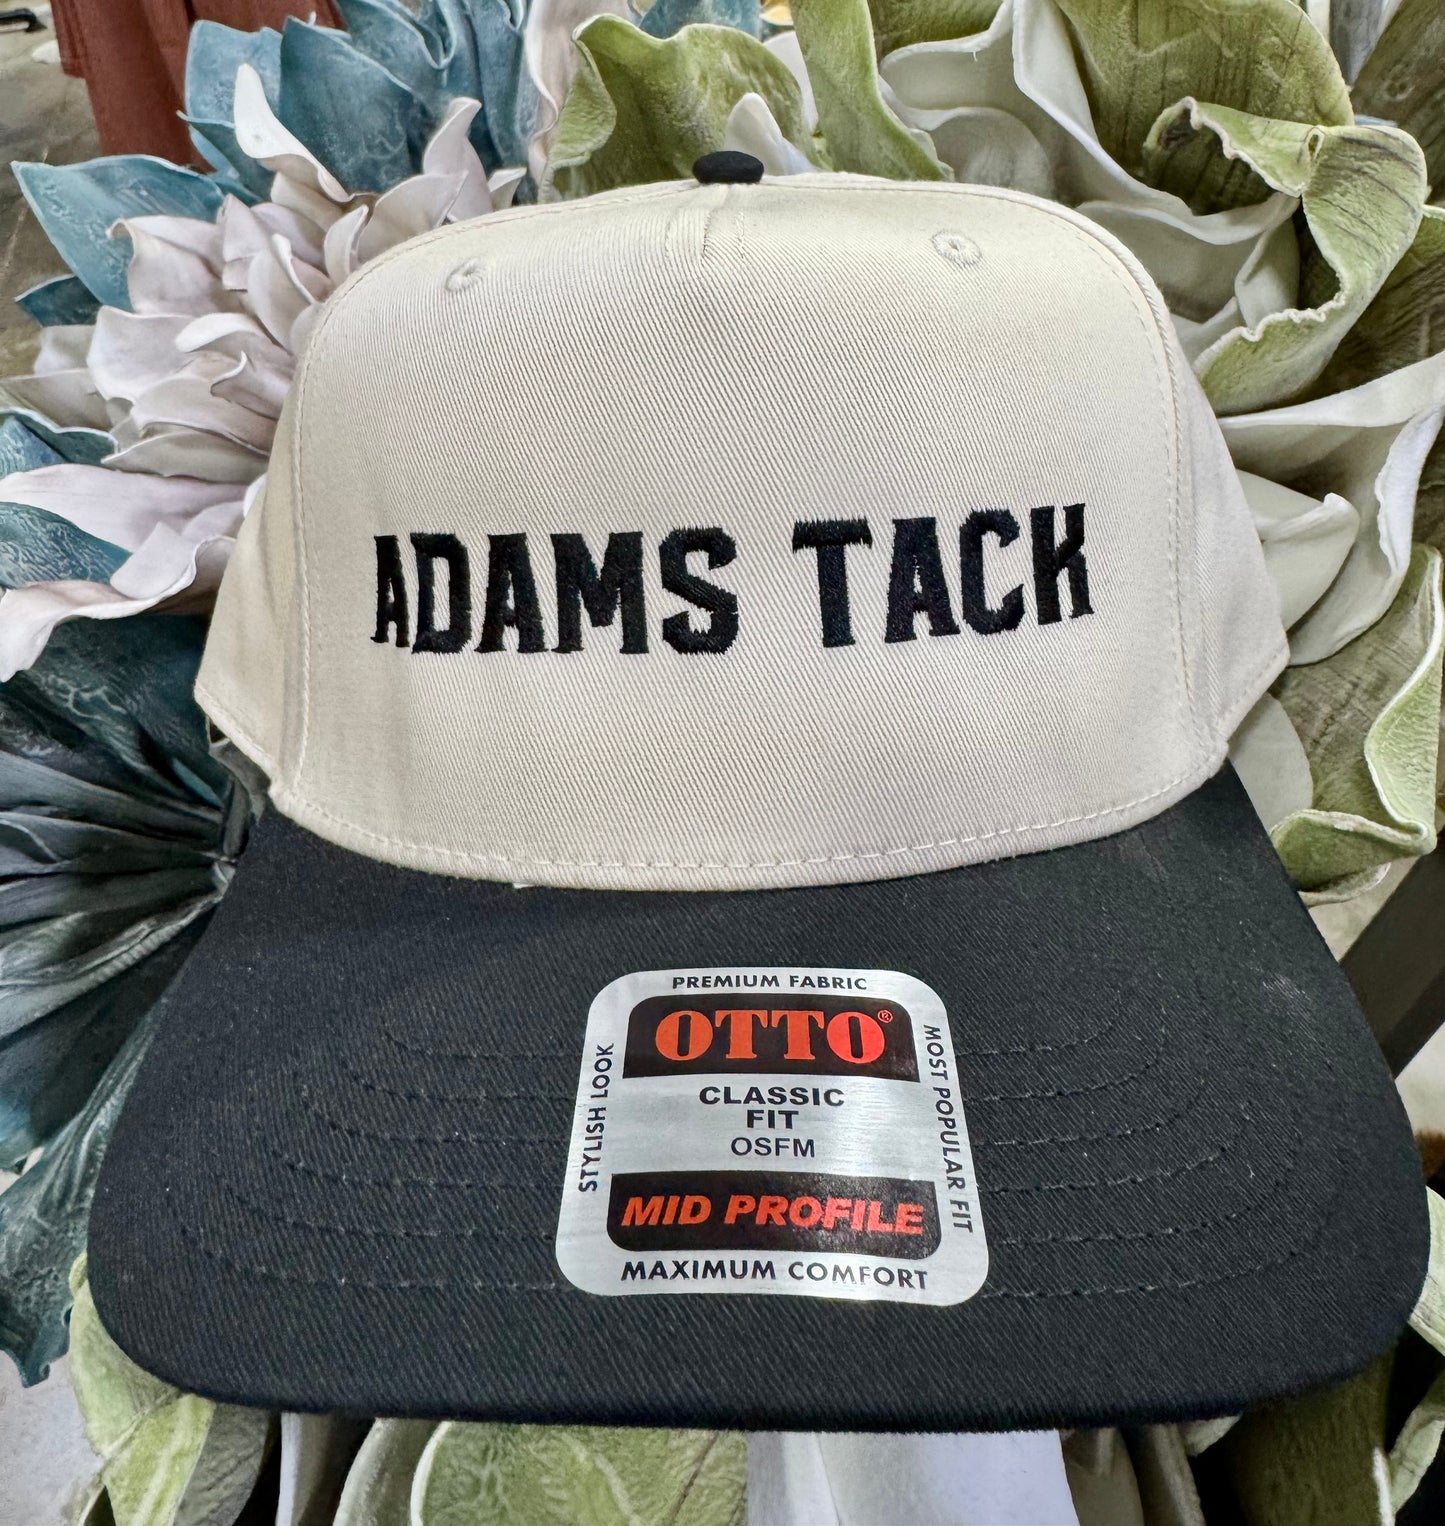 ADAMS TACK
PREMIUM FABRIC
OTTO®
CLASSIC
FIT
OSFM
MID PROFILE
MAXIMUM COMFORT
STYLISH LOOK
MOST POPULAR FIT